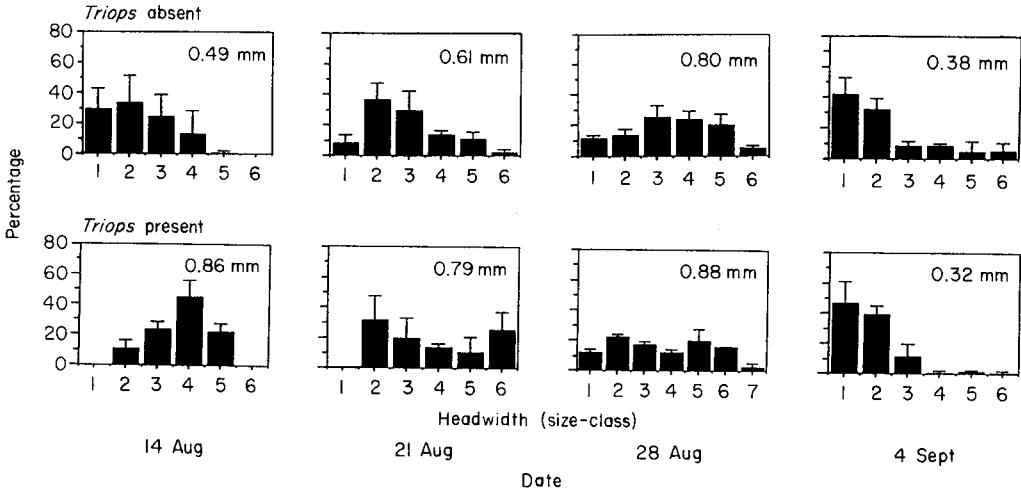 Triops absent
80
60
40
20
0
0.49 mm
1 2 3 4 5 6
0.61 mm
1 2 3 4 5 6
0.80 mm
1 2 3 4 5 6
0.38 mm
1 2 3 4 5 6
Percentage
Triops present
80
60
40
20
0
0.86 mm
1 2 3 4 5 6
0.79 mm
1 2 3 4 5 6
0.88 mm
1 2 3 4 5 6 7
0.32 mm
1 2 3 4 5 6
Headwidth (size-class)
14 Aug 21 Aug 28 Aug 4 Sept
Date